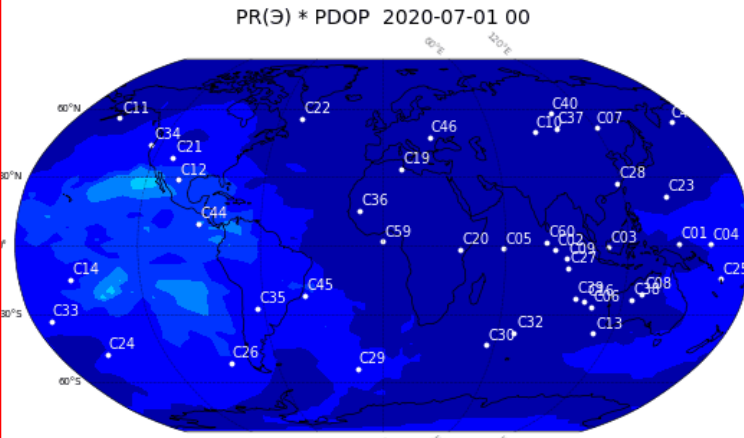 PR(Э) * PDOP 2020-07-01 00
60°E 120°E
C40
60°N C11 C22 C37 C07
C10
C34 C46
C21
C12 C19 C28
C23
C44 C36
C59 C20 C05 C60 C03 C01 C04
C02
C09
C27
C14 C08 C25
C45 C38
C35 C06
C33 30°S C32 C13
C30
C24 C26 C29
60°S